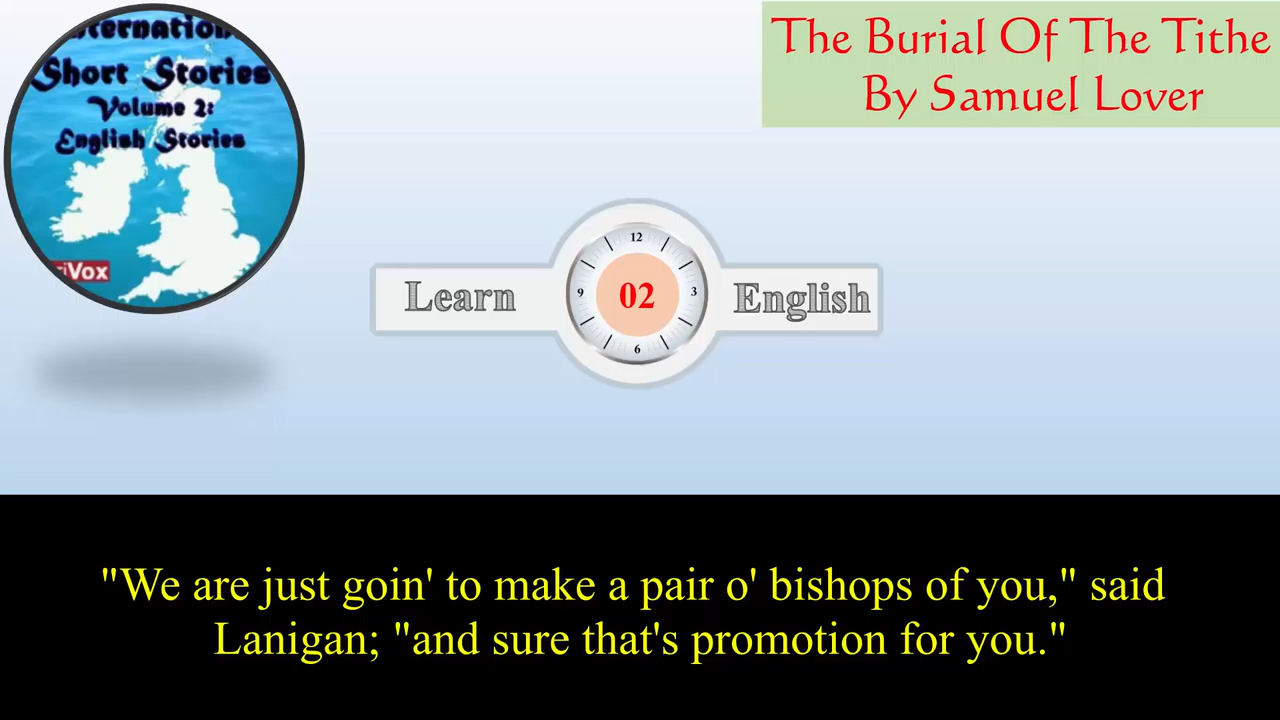 nternation
Short Stories
Volume 2:
English Stories
riVox
The Burial Of The Tithe
By Samuel Lover
Learn
English
12
9
02
3
6
"We are just goin' to make a pair o' bishops of you," said
Lanigan; "and sure that's promotion for you."